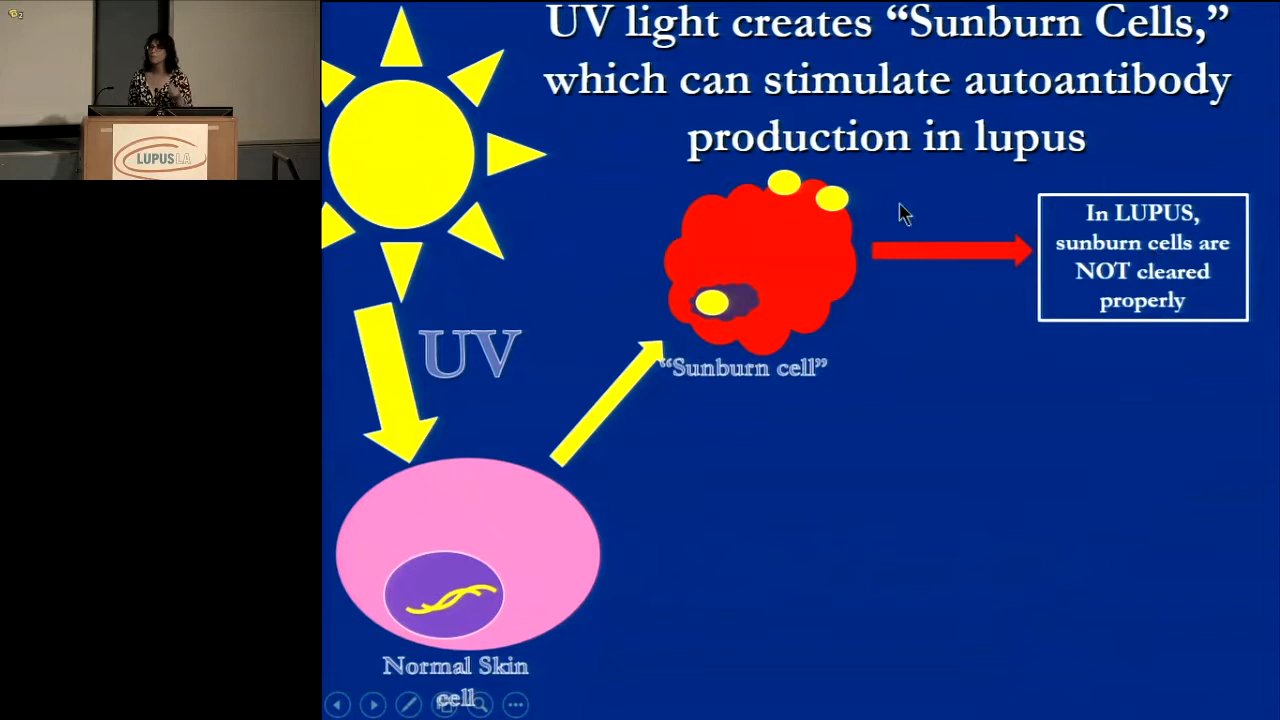 UV light creates “Sunburn Cells,”
which can stimulate autoantibody
production in lupus
LUPUS LA
In LUPUS,
sunburn cells are
NOT cleared
properly
UV
“Sunburn cell”
Normal Skin
cell